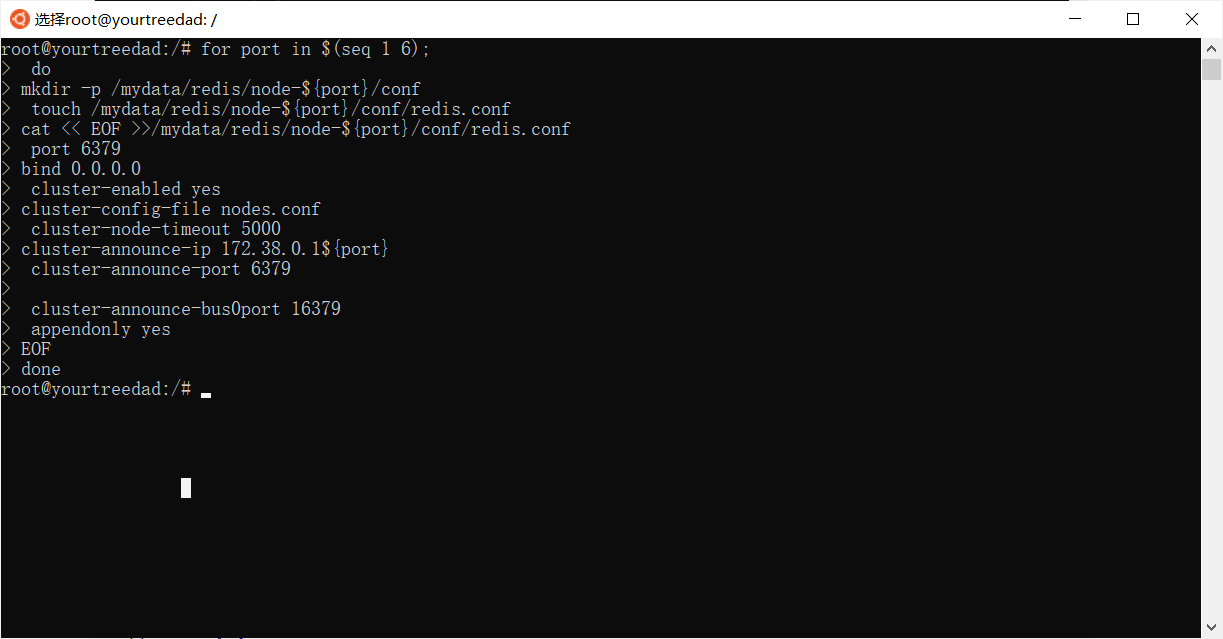 选择root@yourtreedad: /
root@yourtreedad:/# for port in $(seq 1 6);
>  do
> mkdir -p /mydata/redis/node-${port}/conf
>  touch /mydata/redis/node-${port}/conf/redis.conf
> cat << EOF >>/mydata/redis/node-${port}/conf/redis.conf
>  port 6379
> bind 0.0.0.0
>  cluster-enabled yes
> cluster-config-file nodes.conf
>  cluster-node-timeout 5000
> cluster-announce-ip 172.38.0.1${port}
>  cluster-announce-port 6379
>
>  cluster-announce-bus0port 16379
>  appendonly yes
> EOF
> done
root@yourtreedad:/#